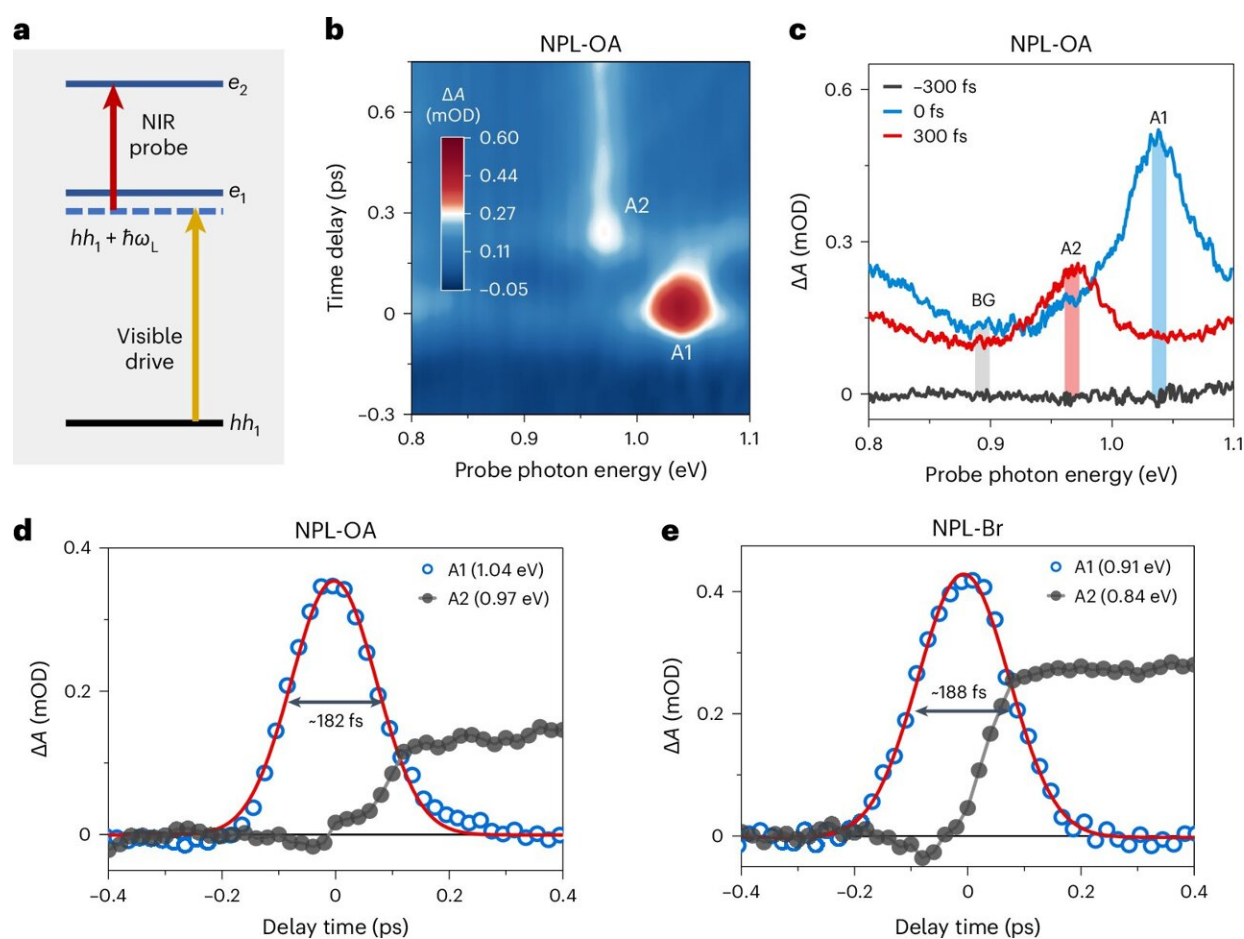 a
e₂
NIR
probe
e₁
hh₁ + ħω_L
Visible
drive
hh₁
b
NPL-OA
ΔA
(mOD)
0.60
0.44
0.27
0.11
−0.05
A2
A1
0.6
0.3
0
−0.3
0.8
0.9
1.0
1.1
Time delay (ps)
Probe photon energy (eV)
c
NPL-OA
−300 fs
0 fs
300 fs
A1
A2
BG
0.6
0.3
0
0.8
0.9
1.0
1.1
ΔA (mOD)
Probe photon energy (eV)
d
NPL-OA
A1 (1.04 eV)
A2 (0.97 eV)
~182 fs
0.4
0.2
0
−0.4
−0.2
0
0.2
0.4
ΔA (mOD)
Delay time (ps)
e
NPL-Br
A1 (0.91 eV)
A2 (0.84 eV)
~188 fs
0.4
0.2
0
−0.4
−0.2
0
0.2
0.4
ΔA (mOD)
Delay time (ps)